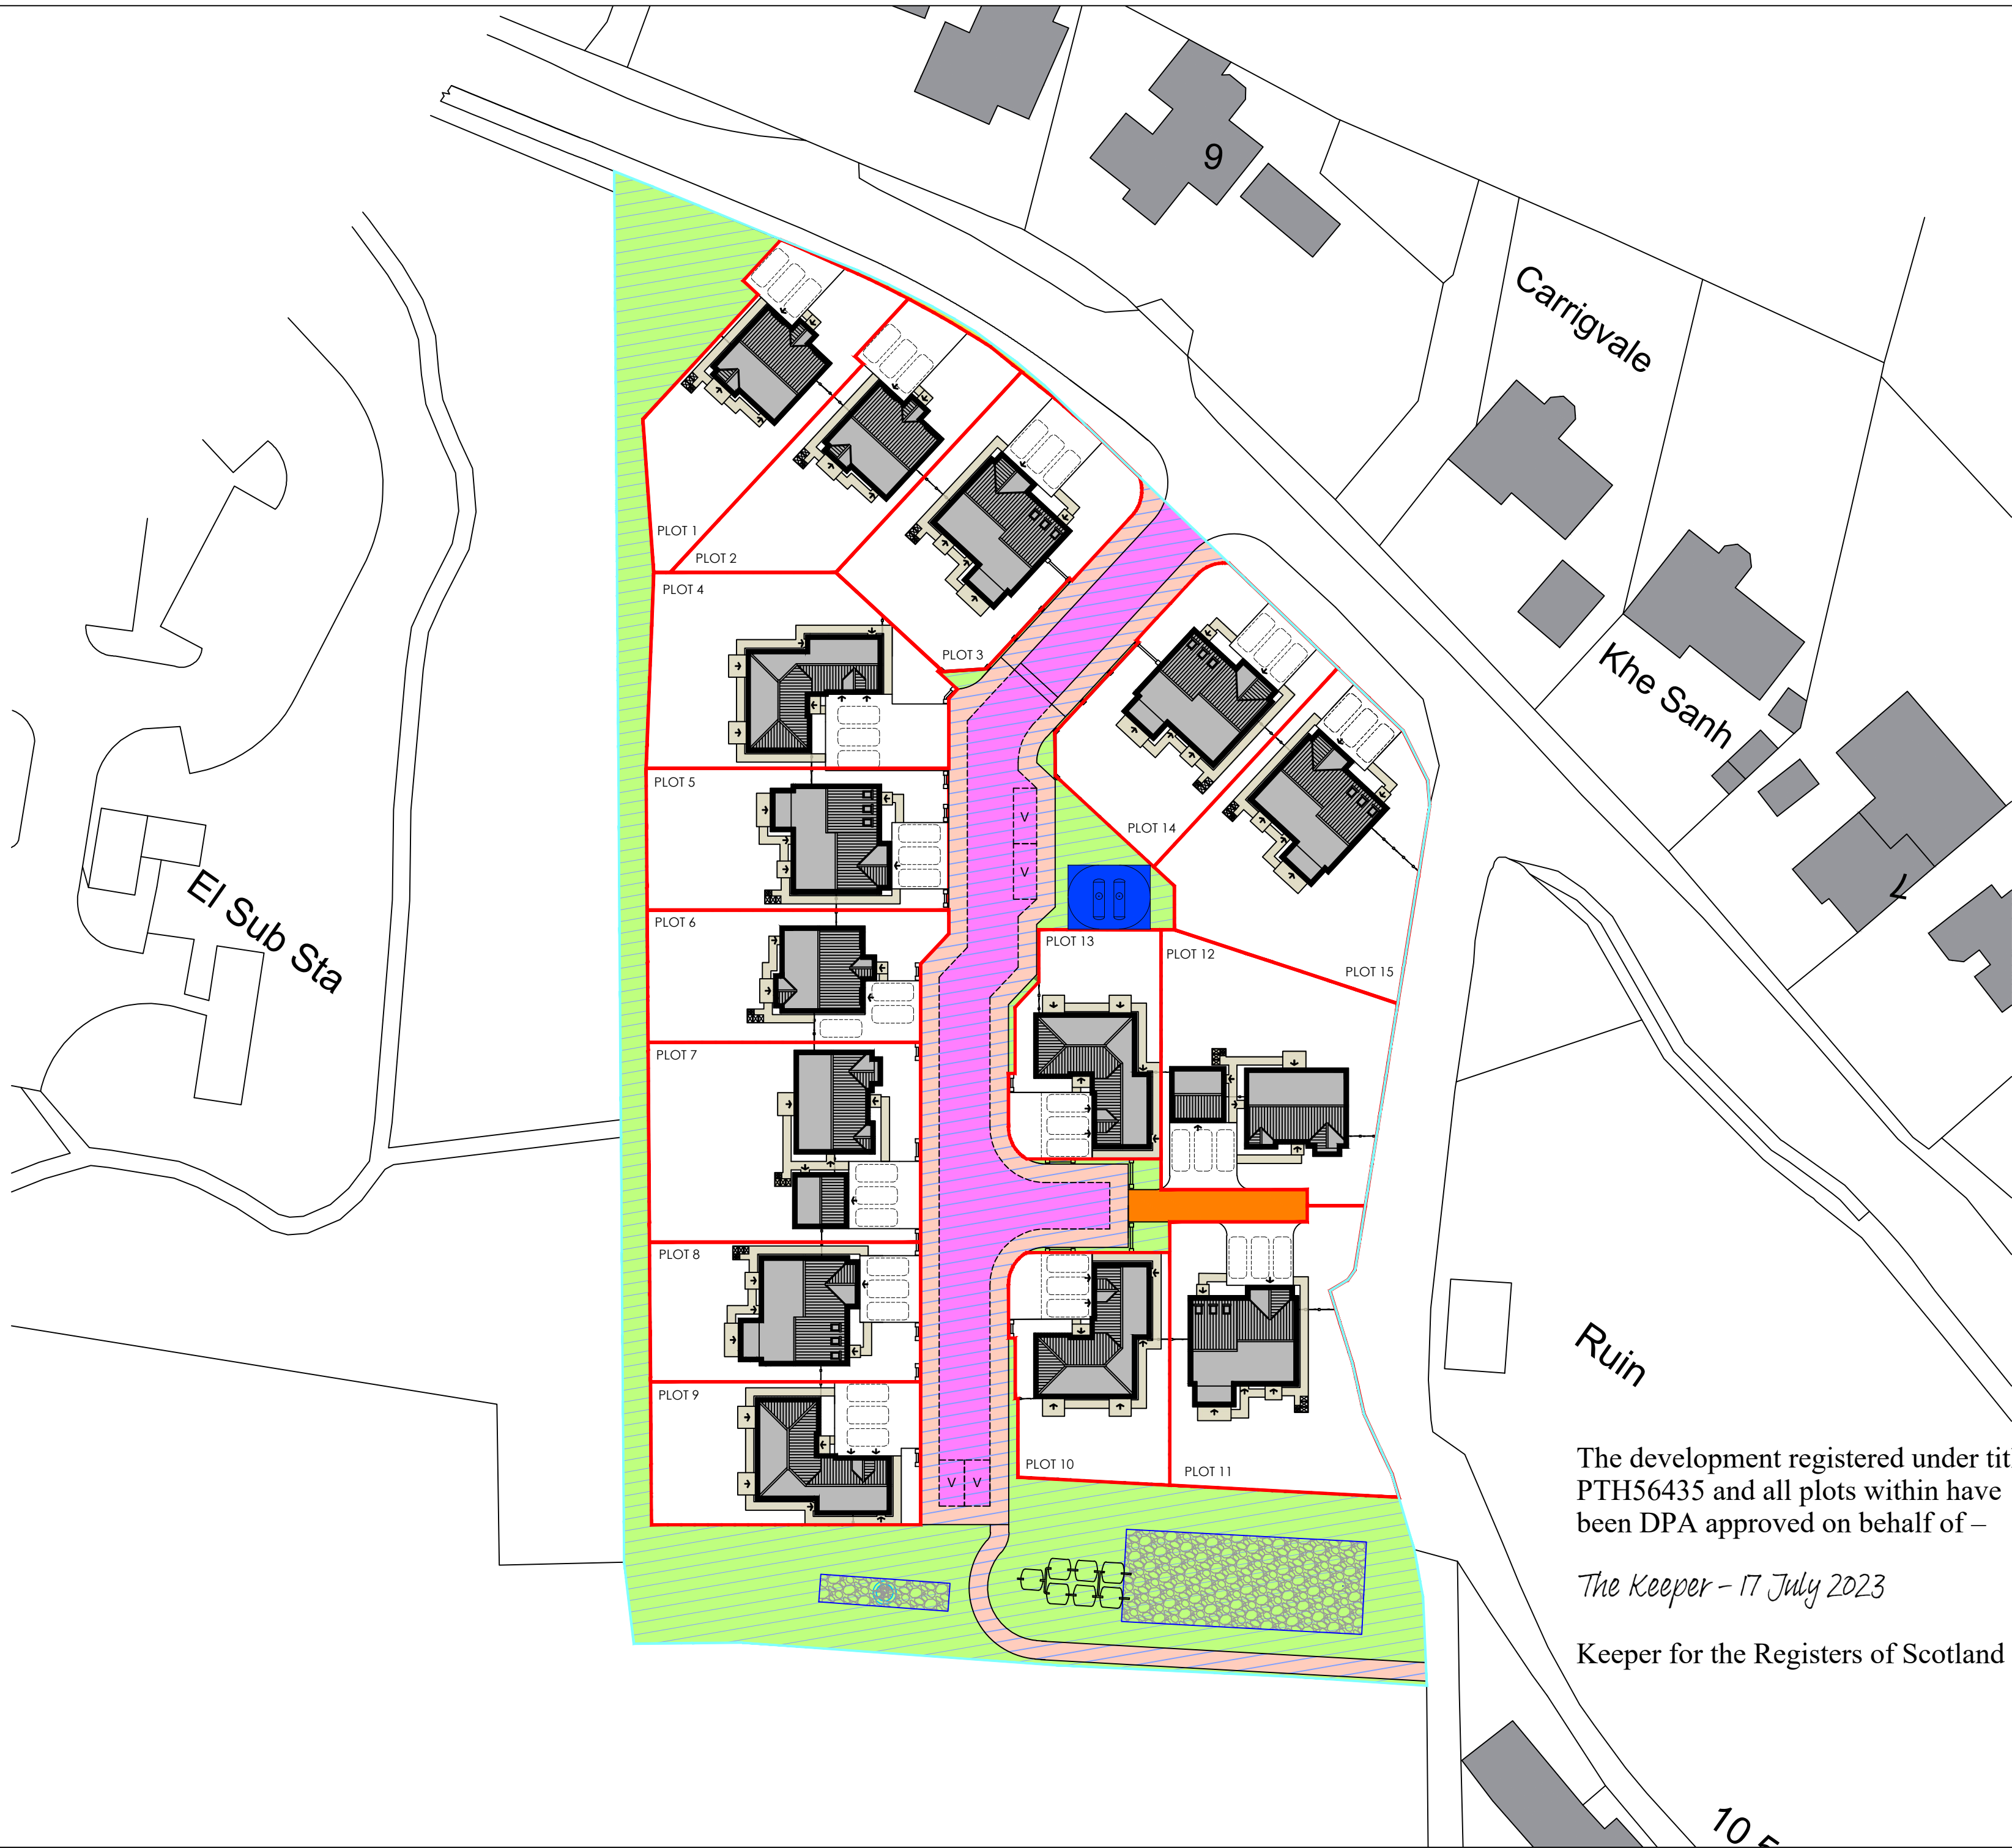 9
Carrigvale
Khe Sanh
7
El Sub Sta
Ruin
PLOT 1
PLOT 2
PLOT 4
PLOT 3
PLOT 5
V
V
PLOT 14
PLOT 6
PLOT 13
PLOT 12
PLOT 15
PLOT 7
PLOT 8
PLOT 9
PLOT 10
PLOT 11
V V
The development registered under tit
PTH56435 and all plots within have
been DPA approved on behalf of –
The Keeper – 17 July 2023
Keeper for the Registers of Scotland
10